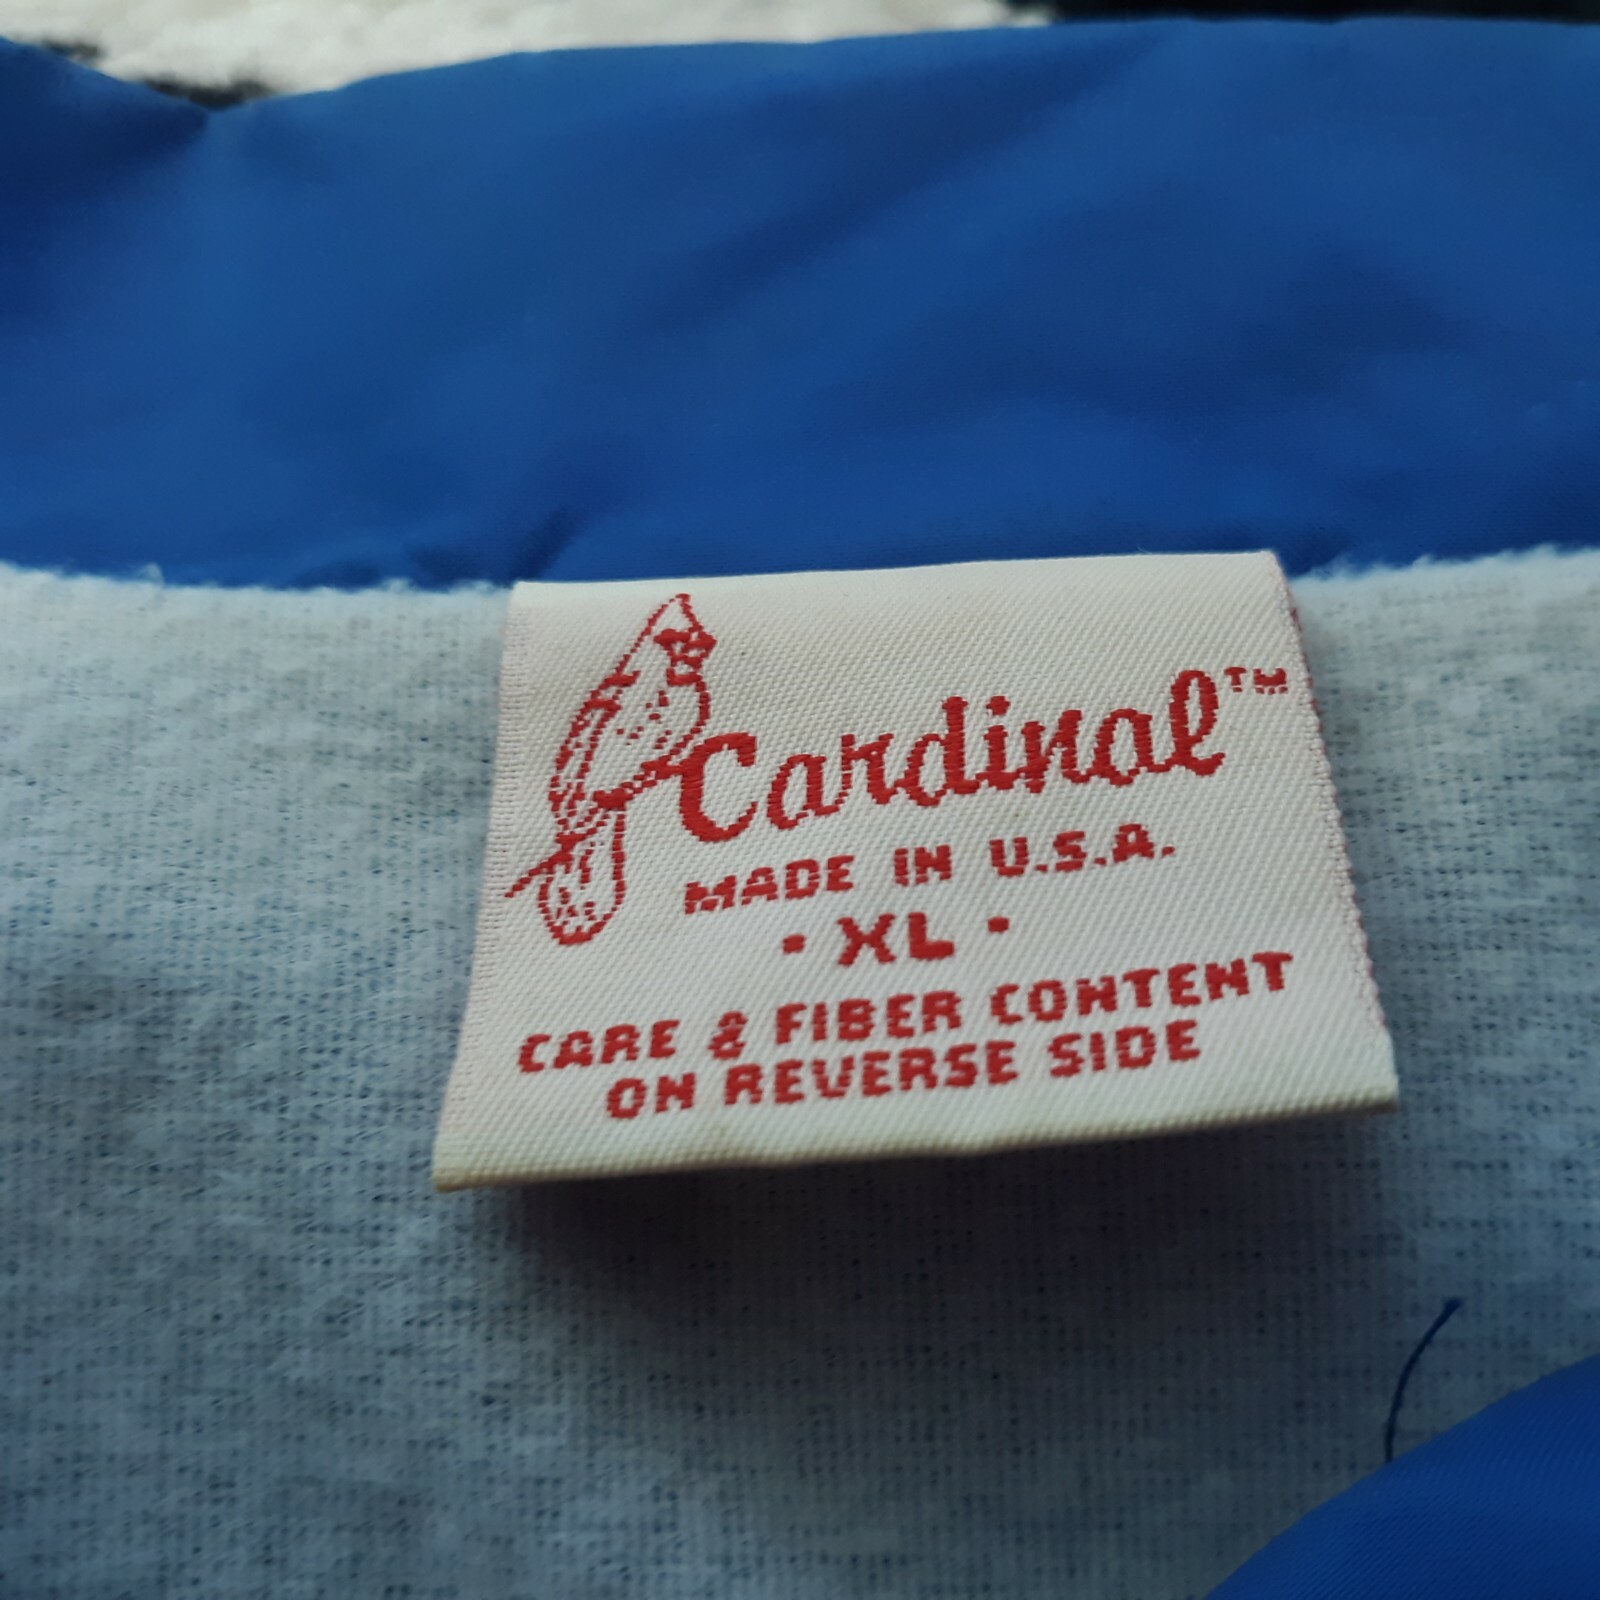 Cardinal™
MADE IN U.S.A.
· XL ·
CARE & FIBER CONTENT
ON REVERSE SIDE